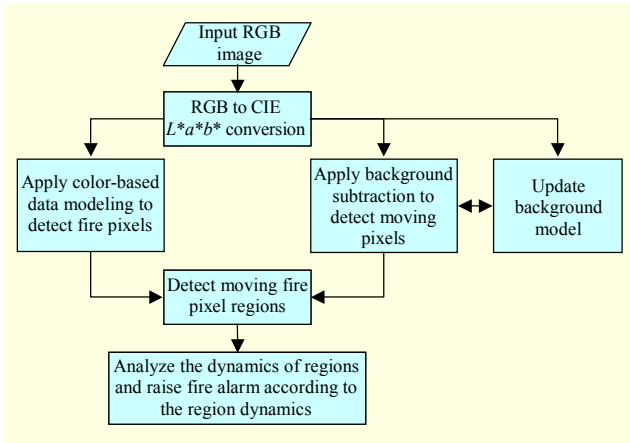 Input RGB
image
RGB to CIE
L*a*b* conversion
Apply color-based
data modeling to
detect fire pixels
Apply background
subtraction to
detect moving
pixels
Update
background
model
Detect moving fire
pixel regions
Analyze the dynamics of regions
and raise fire alarm according to
the region dynamics